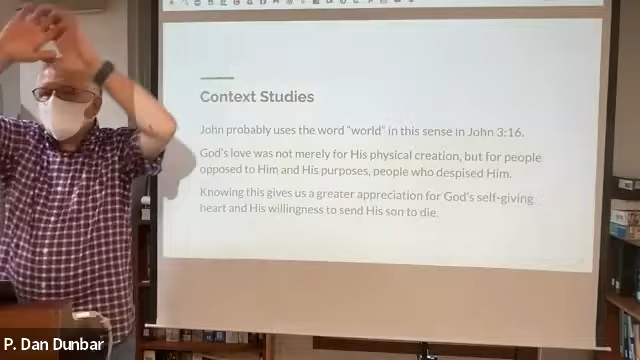 Context Studies
John probably uses the word "world" in this sense in John 3:16.
God's love was not merely for His physical creation, but for people
opposed to Him and His purposes, people who despised Him.
Knowing this gives us a greater appreciation for God's self-giving
heart and His willingness to send His son to die.
P. Dan Dunbar